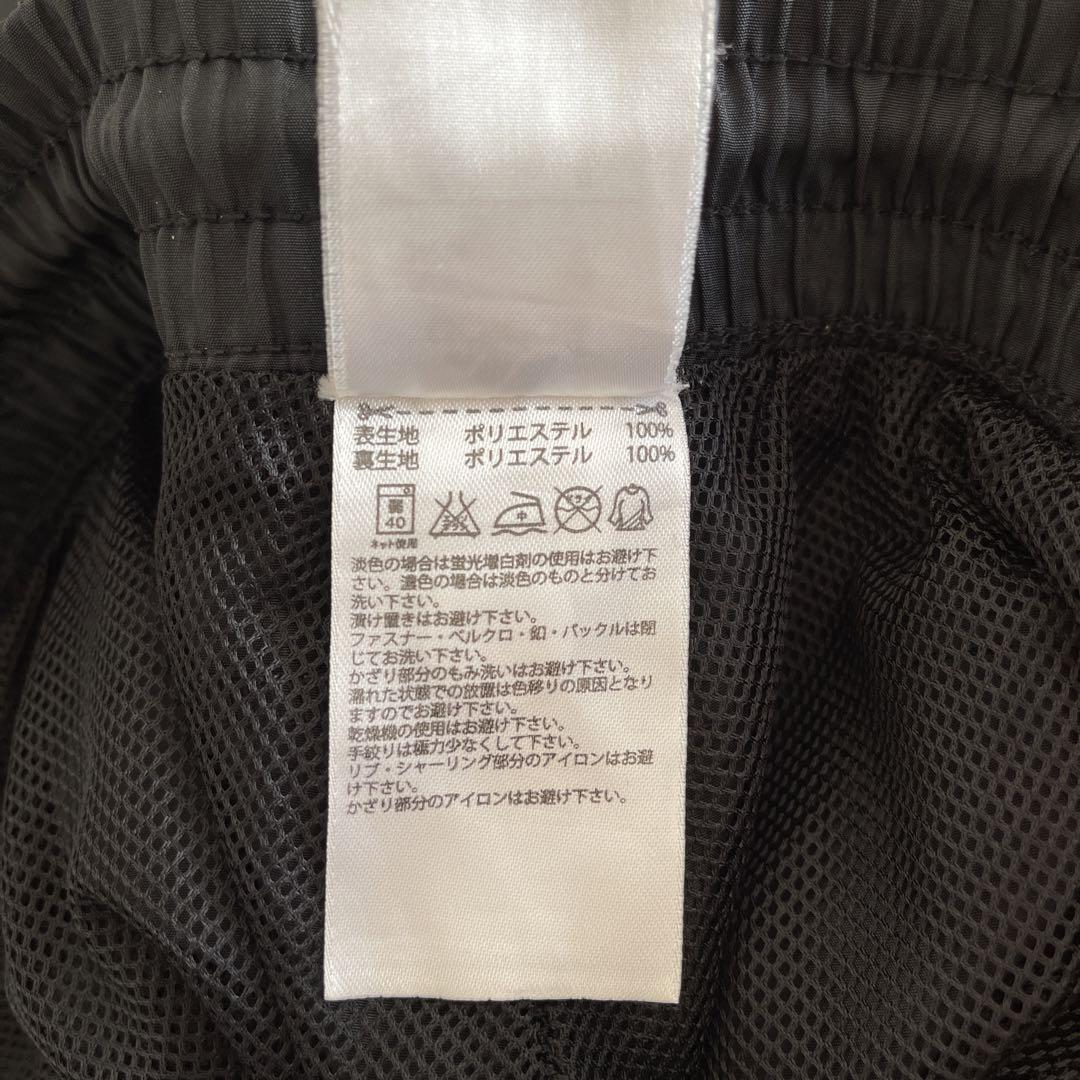 表生地 ポリエステル 100%
裏生地 ポリエステル 100%
弱
40
ネット使用
中
淡色の場合は蛍光増白剤の使用はお避け下
さい。濃色の場合は淡色のものと分けてお
洗い下さい。
漬け置きはお避け下さい。
ファスナー・ベルクロ・釦・バックルは閉
じてお洗い下さい。
かざり部分のもみ洗いはお避け下さい。
濡れた状態での放置は色移りの原因となり
ますのでお避け下さい。
乾燥機の使用はお避け下さい。
手絞りは極力少なくして下さい。
リブ・シャーリング部分のアイロンはお避
け下さい。
かざり部分のアイロンはお避け下さい。